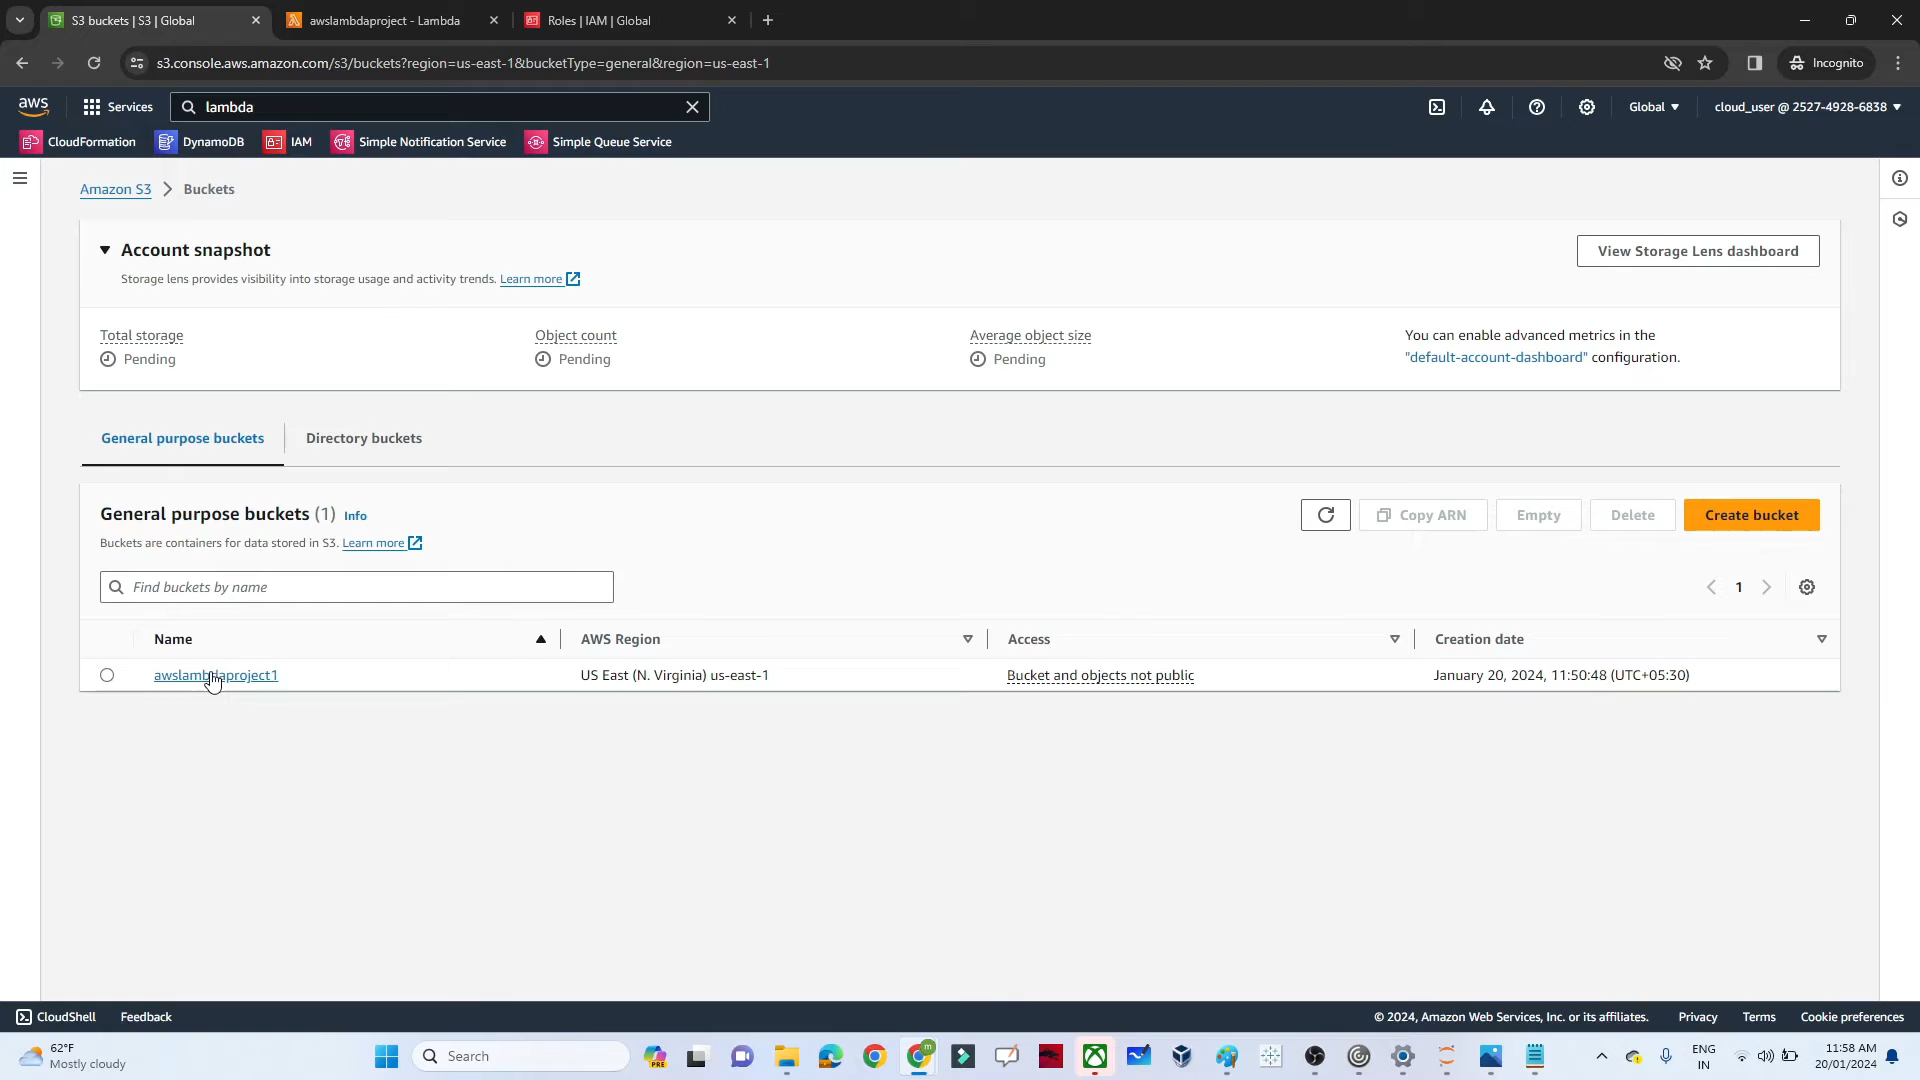 S3 buckets | S3 | Global
awslambdaproject - Lambda
Roles | IAM | Global
s3.console.aws.amazon.com/s3/buckets?region=us-east-1&bucketType=general&region=us-east-1
Incognito
aws
Services
lambda
Global
cloud_user @ 2527-4928-6838
CloudFormation
DynamoDB
IAM
Simple Notification Service
Simple Queue Service
Amazon S3
Buckets
Account snapshot
View Storage Lens dashboard
Storage lens provides visibility into storage usage and activity trends. Learn more
Total storage
Pending
Object count
Pending
Average object size
Pending
You can enable advanced metrics in the
"default-account-dashboard" configuration.
General purpose buckets
Directory buckets
General purpose buckets (1) Info
Copy ARN
Empty
Delete
Create bucket
Buckets are containers for data stored in S3. Learn more
Find buckets by name
1
Name
AWS Region
Access
Creation date
awslambdaproject1
US East (N. Virginia) us-east-1
Bucket and objects not public
January 20, 2024, 11:50:48 (UTC+05:30)
CloudShell
Feedback
© 2024, Amazon Web Services, Inc. or its affiliates.
Privacy
Terms
Cookie preferences
62°F
Mostly cloudy
Search
PRE
m
ENG
IN
11:58 AM
20/01/2024